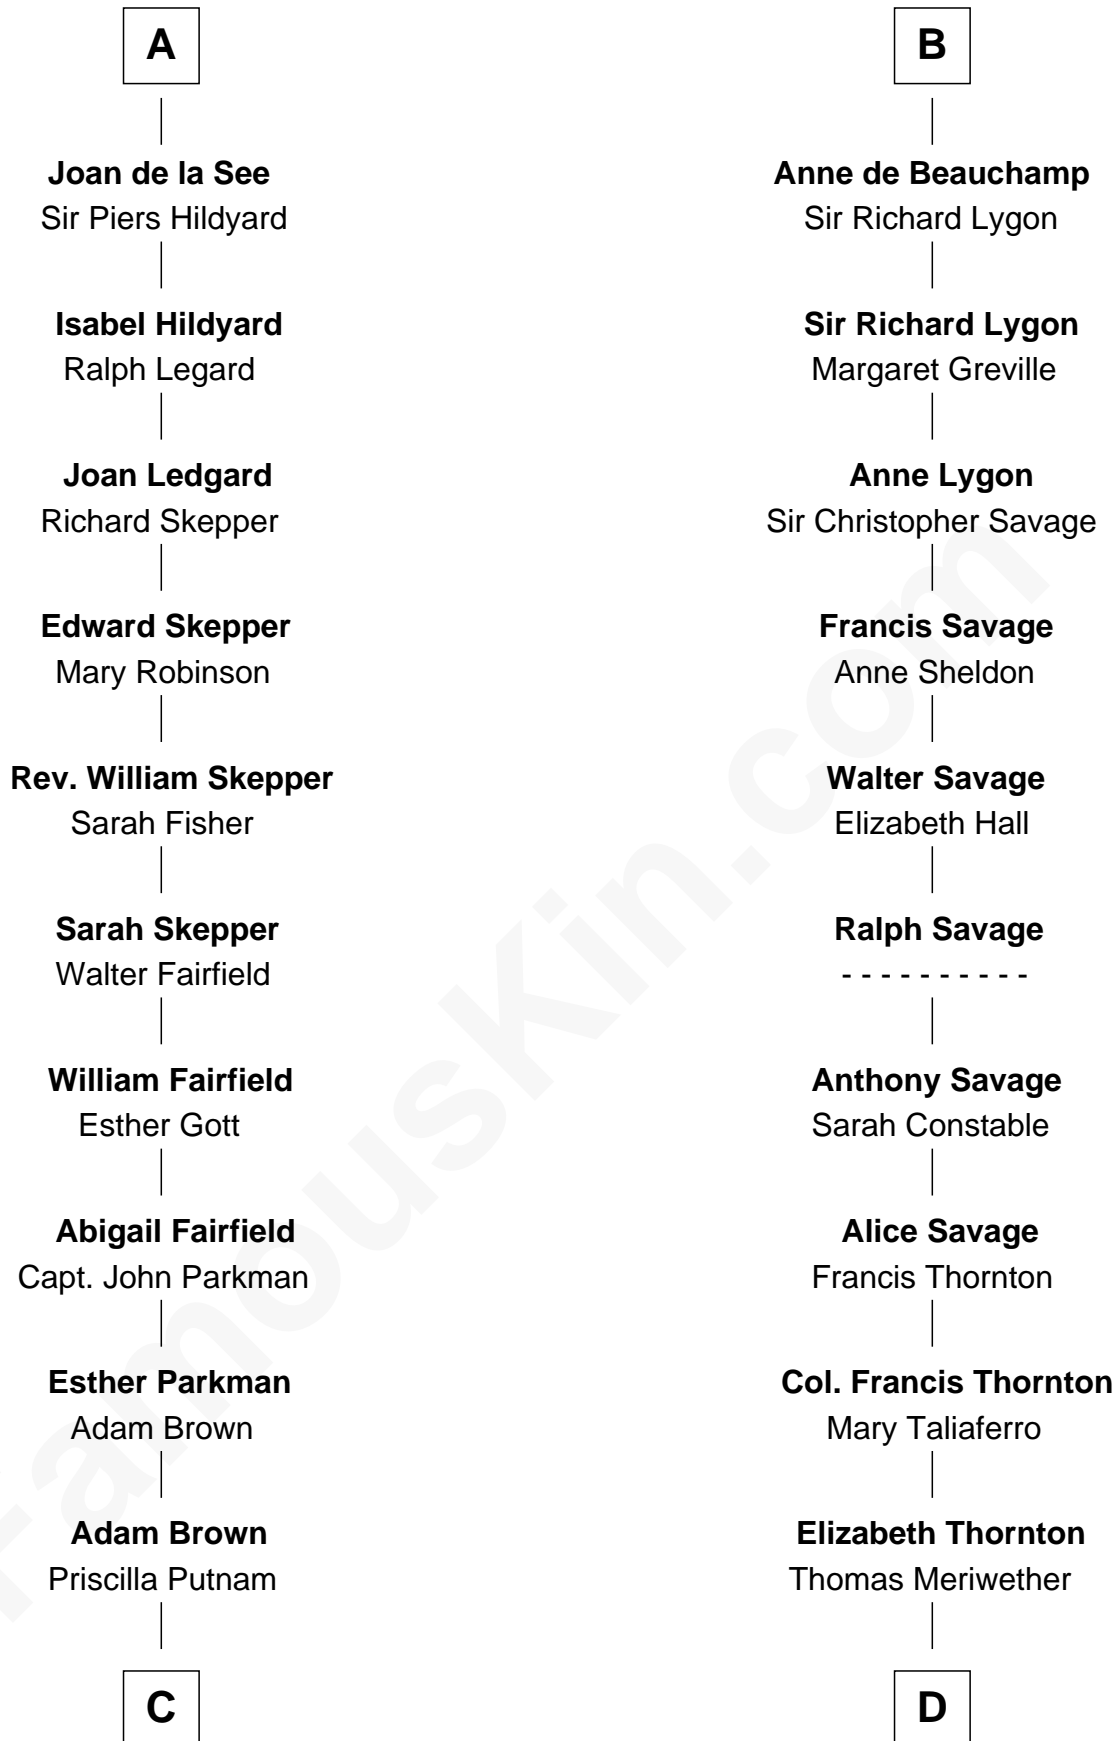 A
Joan de la See
Sir Piers Hildyard
Isabel Hildyard
Ralph Legard
Joan Ledgard
Richard Skepper
Edward Skepper
Mary Robinson
Rev. William Skepper
Sarah Fisher
Sarah Skepper
Walter Fairfield
William Fairfield
Esther Gott
Abigail Fairfield
Capt. John Parkman
Esther Parkman
Adam Brown
Adam Brown
Priscilla Putnam
C
B
Anne de Beauchamp
Sir Richard Lygon
Sir Richard Lygon
Margaret Greville
Anne Lygon
Sir Christopher Savage
Francis Savage
Anne Sheldon
Walter Savage
Elizabeth Hall
Ralph Savage
- - - - - - - - - -
Anthony Savage
Sarah Constable
Alice Savage
Francis Thornton
Col. Francis Thornton
Mary Taliaferro
Elizabeth Thornton
Thomas Meriwether
D
FamousKin.com